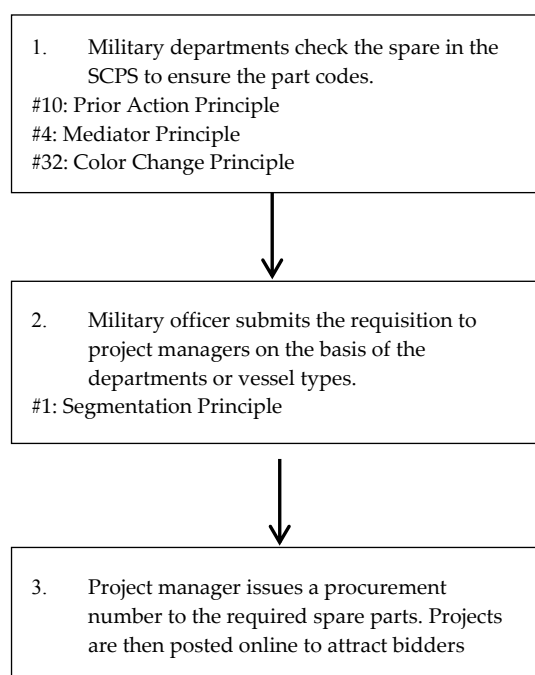 1. Military departments check the spare in the
SCPS to ensure the part codes.
#10: Prior Action Principle
#4: Mediator Principle
#32: Color Change Principle
2. Military officer submits the requisition to
project managers on the basis of the
departments or vessel types.
#1: Segmentation Principle
3. Project manager issues a procurement
number to the required spare parts. Projects
are then posted online to attract bidders